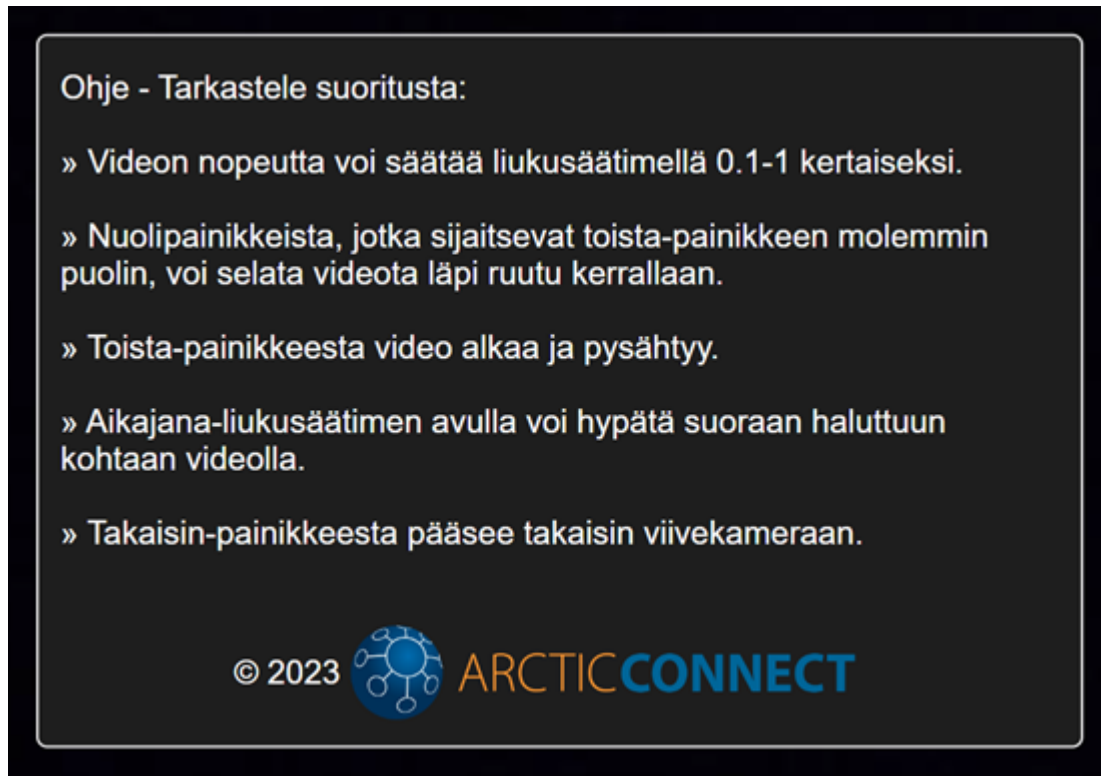 Ohje - Tarkastele suoritusta:
» Videon nopeutta voi säätää liukusäätimellä 0.1-1 kertaiseksi.
» Nuolipainikkeista, jotka sijaitsevat toista-painikkeen molemmin
puolin, voi selata videota läpi ruutu kerrallaan.
» Toista-painikkeesta video alkaa ja pysähtyy.
» Aikajana-liukusäätimen avulla voi hypätä suoraan haluttuun
kohtaan videolla.
» Takaisin-painikkeesta pääsee takaisin viivekameraan.
© 2023 ARCTICCONNECT